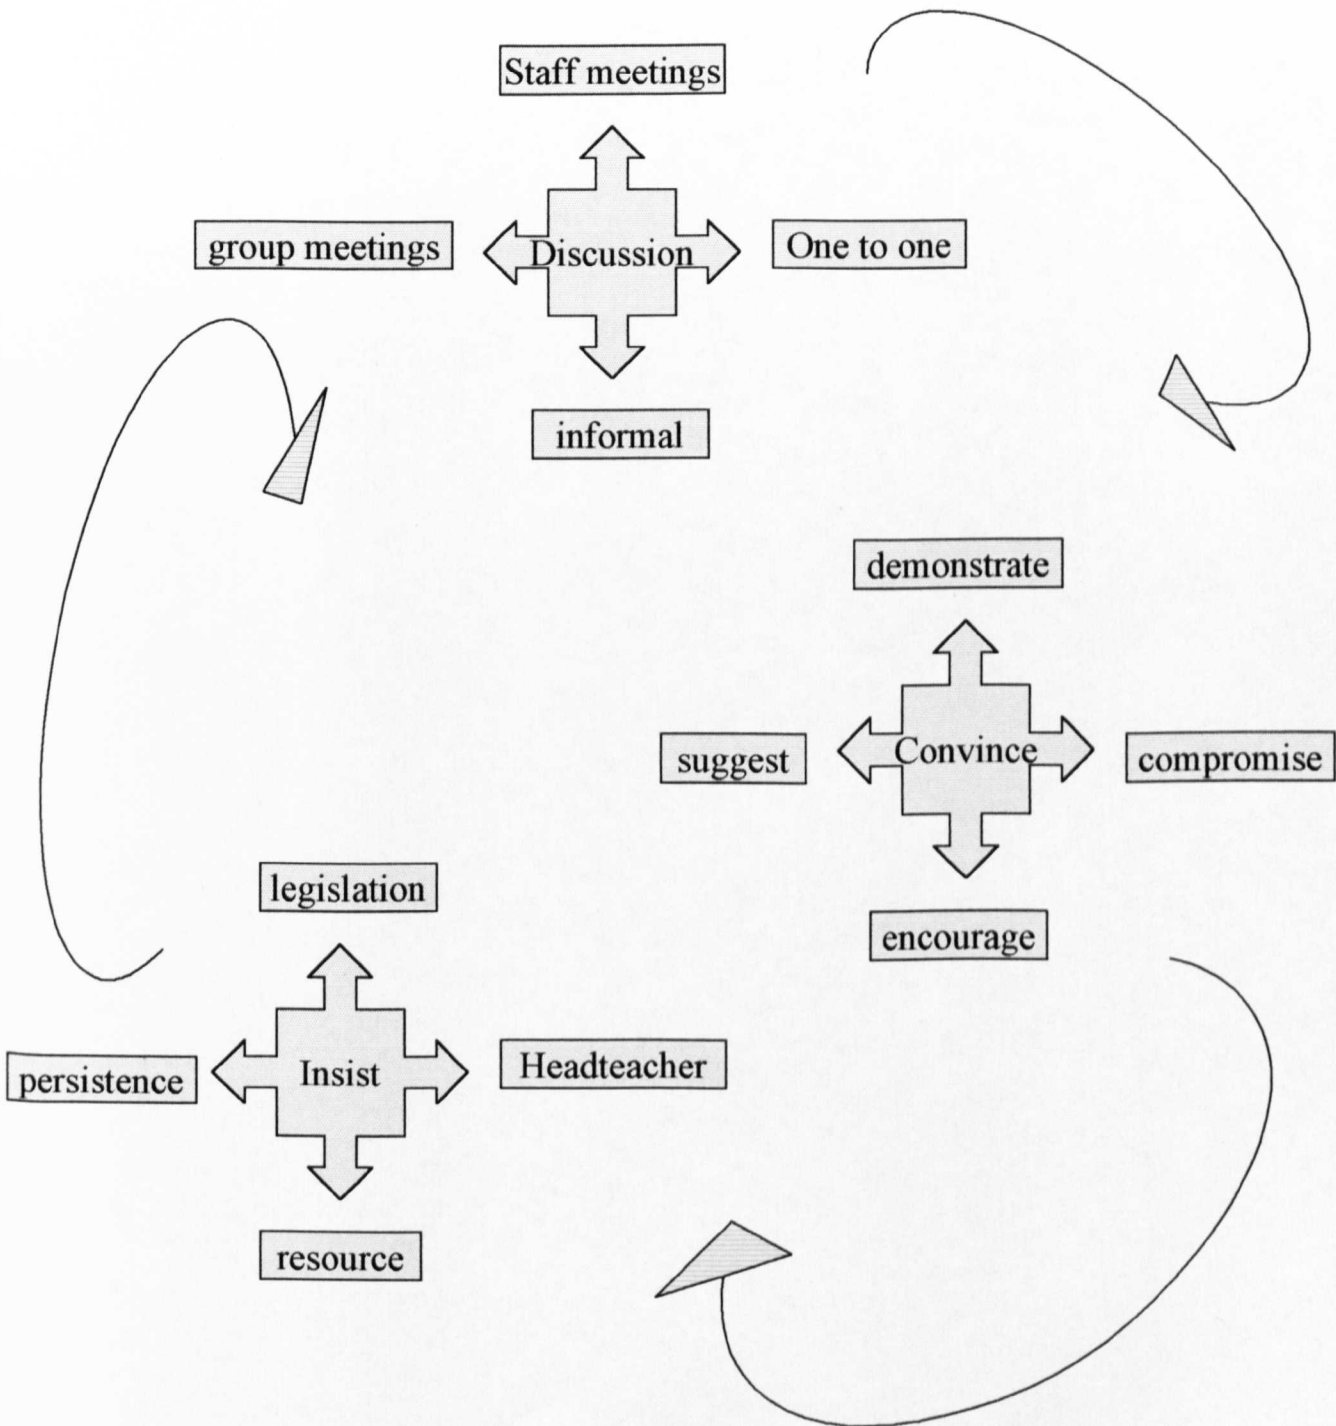 Staff meetings
group meetings
Discussion
One to one
informal
demonstrate
suggest
Convince
compromise
encourage
legislation
persistence
Insist
Headteacher
resource